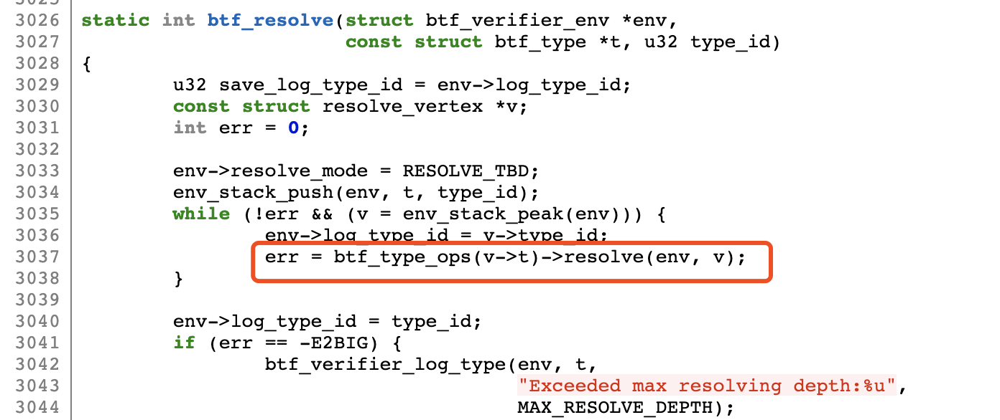 3026 static int btf_resolve(struct btf_verifier_env *env,
3027 const struct btf_type *t, u32 type_id)
3028 {
3029 u32 save_log_type_id = env->log_type_id;
3030 const struct resolve_vertex *v;
3031 int err = 0;
3032
3033 env->resolve_mode = RESOLVE_TBD;
3034 env_stack_push(env, t, type_id);
3035 while (!err && (v = env_stack_peak(env))) {
3036 env->log_type_id = v->type_id;
3037 err = btf_type_ops(v->t)->resolve(env, v);
3038 }
3039
3040 env->log_type_id = type_id;
3041 if (err == -E2BIG) {
3042 btf_verifier_log_type(env, t,
3043 "Exceeded max resolving depth:%u",
3044 MAX_RESOLVE_DEPTH);